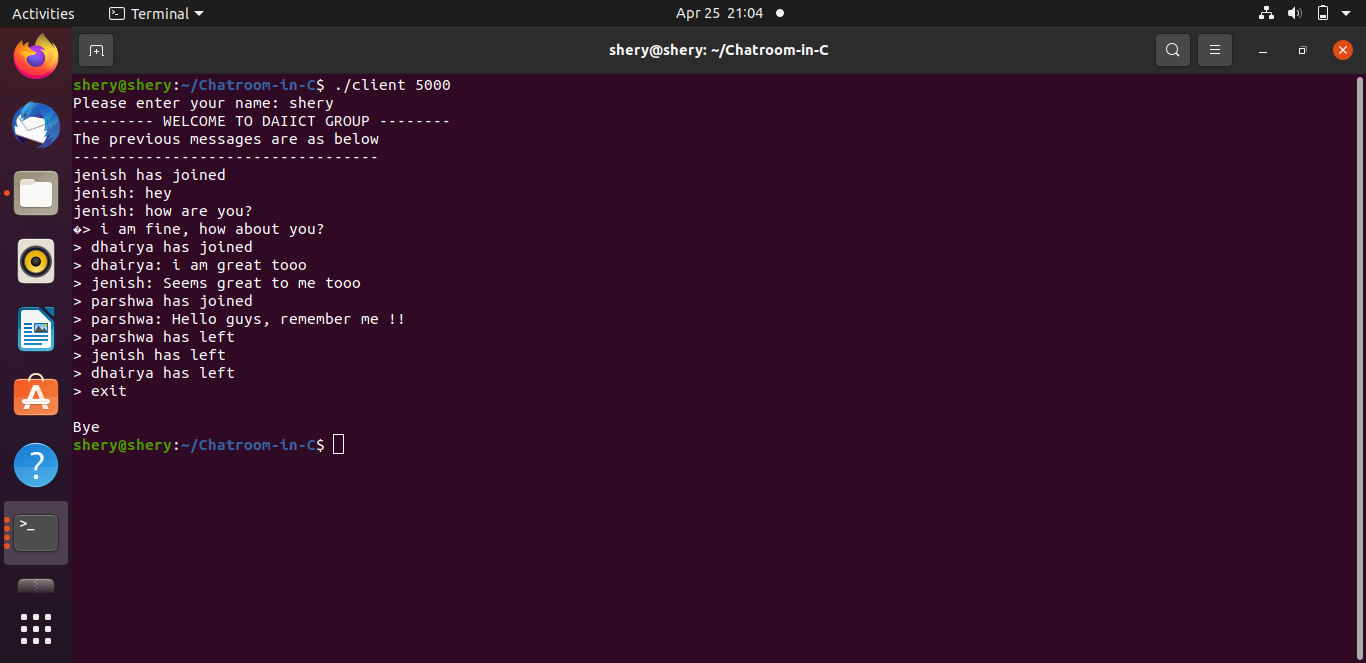 Activities
Terminal
Apr 25 21:04
shery@shery: ~/Chatroom-in-C
shery@shery:~/Chatroom-in-C$ ./client 5000
Please enter your name: shery
--------- WELCOME TO DAIICT GROUP --------
The previous messages are as below
----------------------------------
jenish has joined
jenish: hey
jenish: how are you?
�> i am fine, how about you?
> dhairya has joined
> dhairya: i am great tooo
> jenish: Seems great to me tooo
> parshwa has joined
> parshwa: Hello guys, remember me !!
> parshwa has left
> jenish has left
> dhairya has left
> exit
Bye
shery@shery:~/Chatroom-in-C$